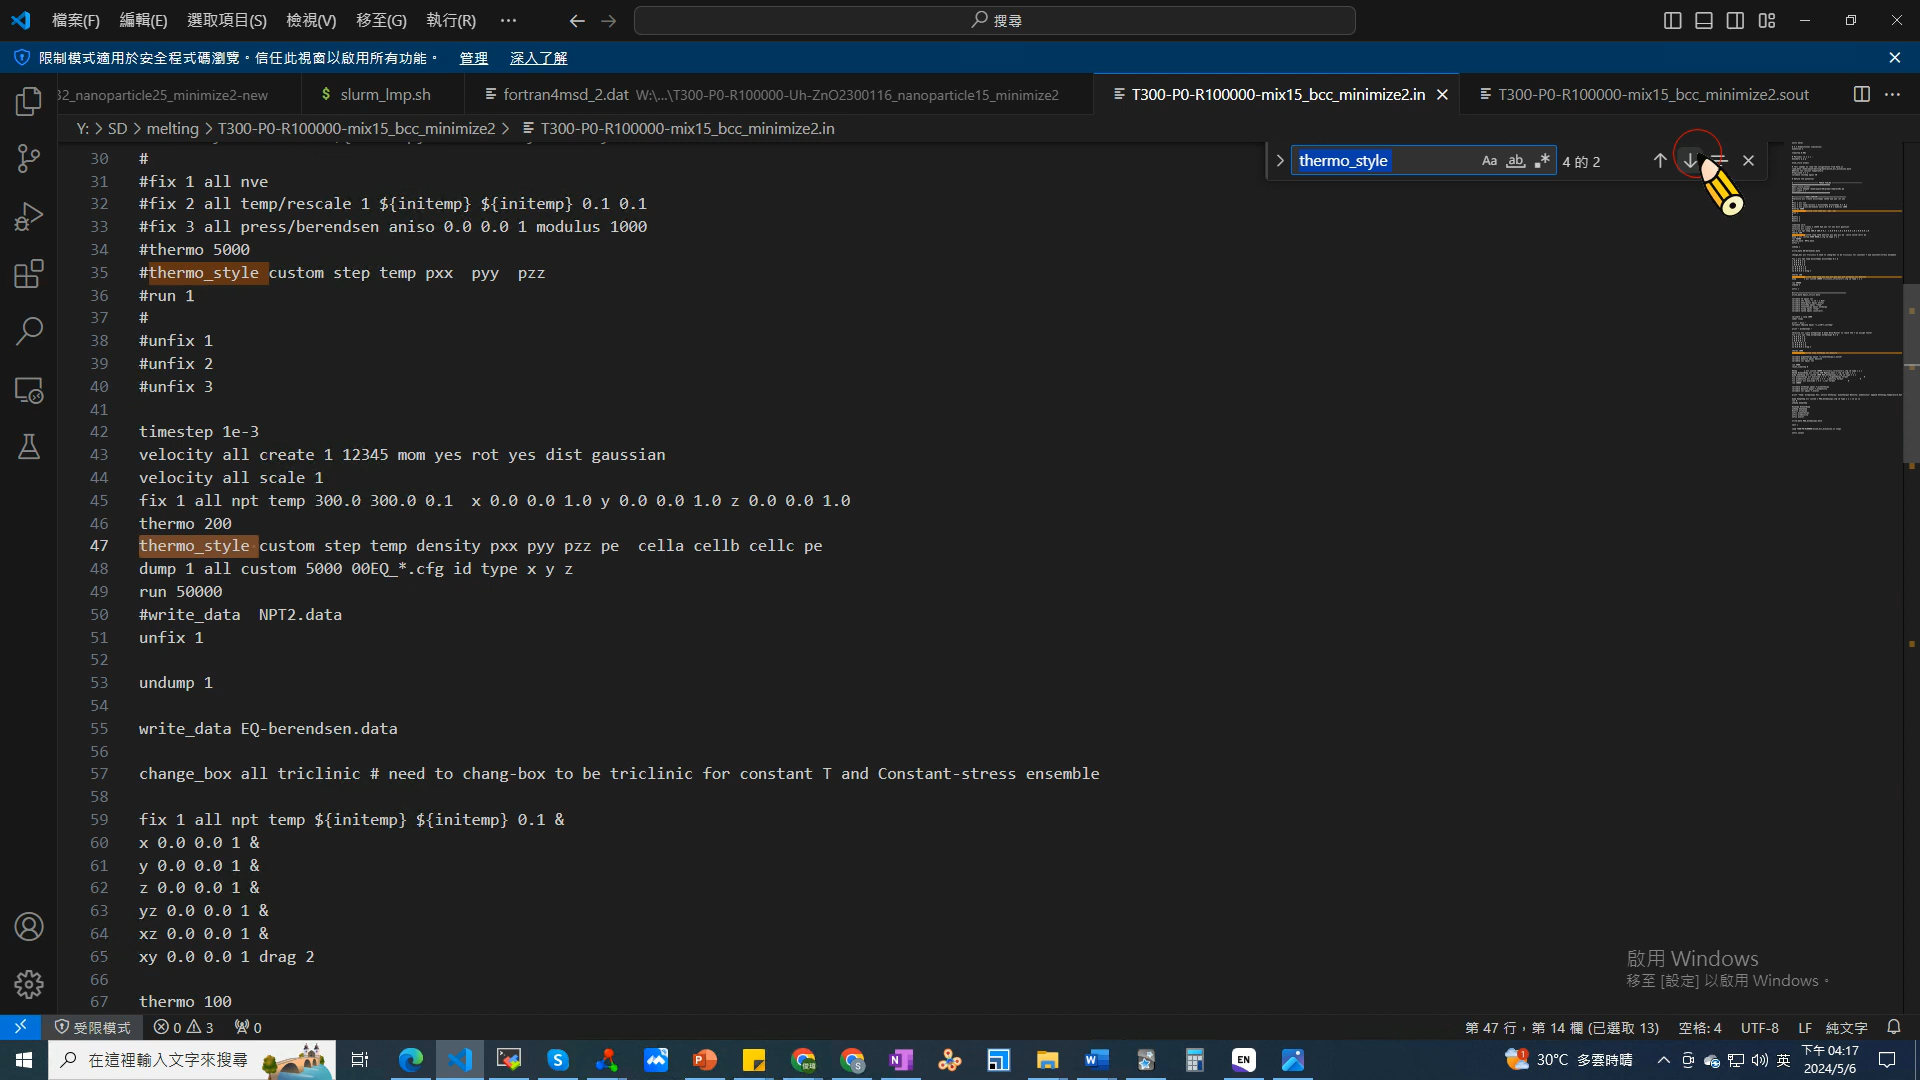 檔案(F) 編輯(E) 選取項目(S) 檢視(V) 移至(G) 執行(R) ··· 搜尋
限制模式適用於安全程式碼瀏覽。信任此視窗以啟用所有功能。 管理 深入了解
32_nanoparticle25_minimize2-new $ slurm_lmp.sh fortran4msd_2.dat W:\...\T300-P0-R100000-Uh-ZnO2300116_nanoparticle15_minimize2 T300-P0-R100000-mix15_bcc_minimize2.in T300-P0-R100000-mix15_bcc_minimize2.sout
Y: > SD > melting > T300-P0-R100000-mix15_bcc_minimize2 > T300-P0-R100000-mix15_bcc_minimize2.in
thermo_style Aa ab 4 的 2
30 #
31 #fix 1 all nve
32 #fix 2 all temp/rescale 1 ${initemp} ${initemp} 0.1 0.1
33 #fix 3 all press/berendsen aniso 0.0 0.0 1 modulus 1000
34 #thermo 5000
35 #thermo_style custom step temp pxx  pyy  pzz
36 #run 1
37 #
38 #unfix 1
39 #unfix 2
40 #unfix 3
41
42 timestep 1e-3
43 velocity all create 1 12345 mom yes rot yes dist gaussian
44 velocity all scale 1
45 fix 1 all npt temp 300.0 300.0 0.1  x 0.0 0.0 1.0 y 0.0 0.0 1.0 z 0.0 0.0 1.0
46 thermo 200
47 thermo_style custom step temp density pxx pyy pzz pe  cella cellb cellc pe
48 dump 1 all custom 5000 00EQ_*.cfg id type x y z
49 run 50000
50 #write_data  NPT2.data
51 unfix 1
52
53 undump 1
54
55 write_data EQ-berendsen.data
56
57 change_box all triclinic # need to chang-box to be triclinic for constant T and Constant-stress ensemble
58
59 fix 1 all npt temp ${initemp} ${initemp} 0.1 &
60 x 0.0 0.0 1 &
61 y 0.0 0.0 1 &
62 z 0.0 0.0 1 &
63 yz 0.0 0.0 1 &
64 xz 0.0 0.0 1 &
65 xy 0.0 0.0 1 drag 2
66
67 thermo 100
啟用 Windows
移至 [設定] 以啟用 Windows。
受限模式 0 3 0 第 47 行，第 14 欄 (已選取 13) 空格: 4 UTF-8 LF 純文字
在這裡輸入文字來搜尋 EN 30°C 多雲時晴 英 下午 04:17
2024/5/6